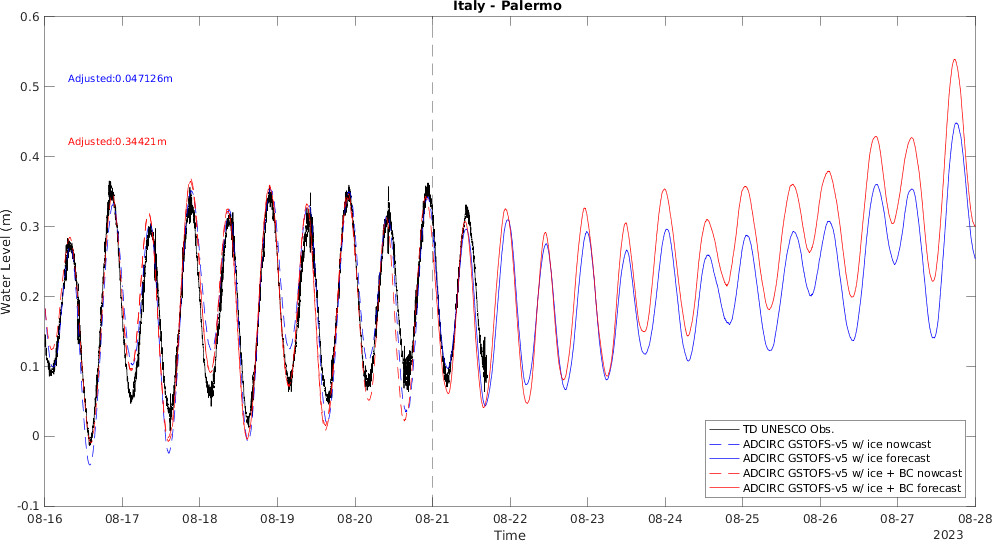 Italy - Palermo
0.6
0.5
0.4
0.3
0.2
0.1
0
-0.1
Water Level (m)
Adjusted:0.047126m
Adjusted:0.34421m
TD UNESCO Obs.
ADCIRC GSTOFS-v5 w/ ice nowcast
ADCIRC GSTOFS-v5 w/ ice forecast
ADCIRC GSTOFS-v5 w/ ice + BC nowcast
ADCIRC GSTOFS-v5 w/ ice + BC forecast
08-16 08-17 08-18 08-19 08-20 08-21 08-22 08-23 08-24 08-25 08-26 08-27 08-28
Time
2023